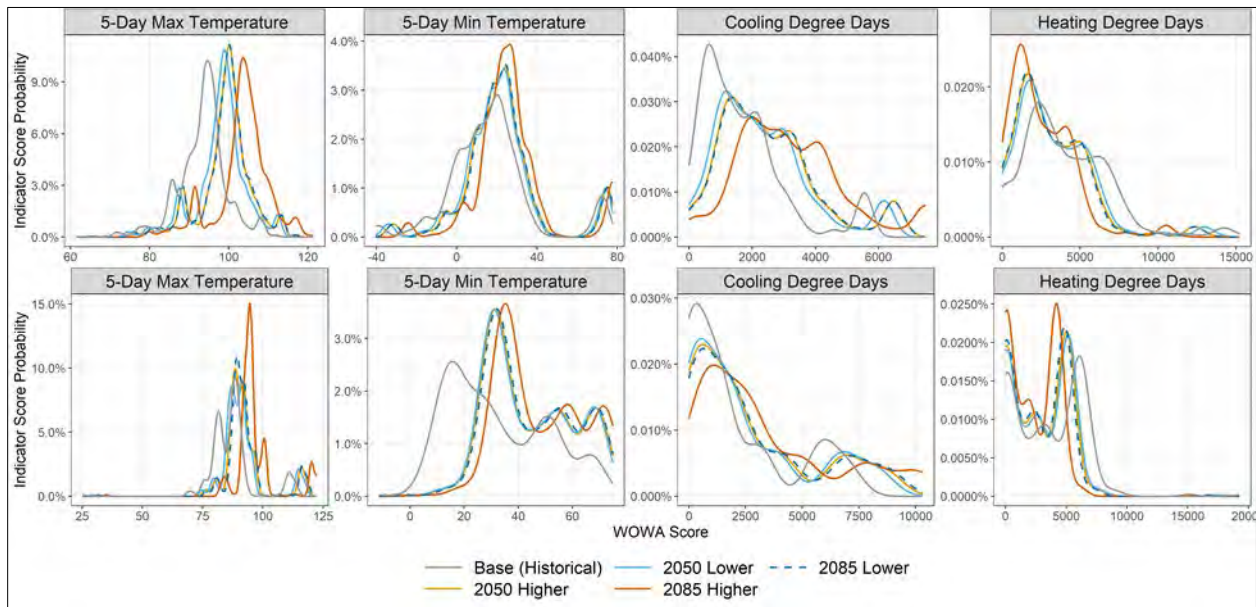 5-Day Max Temperature 5-Day Min Temperature Cooling Degree Days Heating Degree Days
Indicator Score Probability
9.0%
6.0%
3.0%
0.0%
60 80 100 120
4.0%
3.0%
2.0%
1.0%
0.0%
-40 0 40 80
0.040%
0.030%
0.020%
0.010%
0.000%
0 2000 4000 6000
0.020%
0.010%
0.000%
0 5000 10000 15000
5-Day Max Temperature 5-Day Min Temperature Cooling Degree Days Heating Degree Days
Indicator Score Probability
15.0%
10.0%
5.0%
0.0%
25 50 75 100 125
3.0%
2.0%
1.0%
0.0%
0 20 40 60
0.030%
0.020%
0.010%
0.000%
0 2500 5000 7500 10000
0.0250%
0.0200%
0.0150%
0.0100%
0.0050%
0.0000%
0 5000 10000 15000 20000
WOWA Score
Base (Historical) 2050 Lower 2085 Lower
2050 Higher 2085 Higher